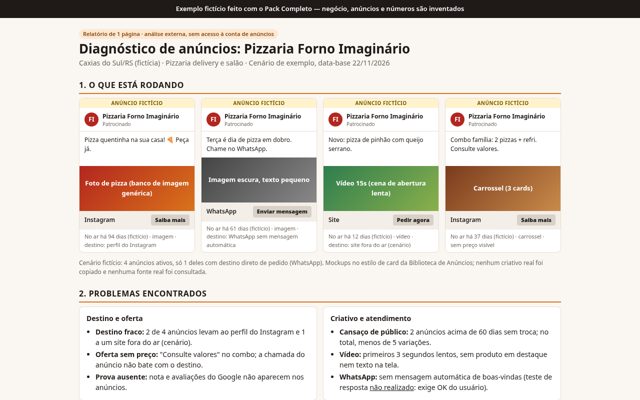 Exemplo fictício feito com o Pack Completo — negócio, anúncios e números são inventados
Relatório de 1 página · análise externa, sem acesso à conta de anúncios
Diagnóstico de anúncios: Pizzaria Forno Imaginário
Caxias do Sul/RS (fictícia) · Pizzaria delivery e salão · Cenário de exemplo, data-base 22/11/2026
1. O QUE ESTÁ RODANDO
ANÚNCIO FICTÍCIO
FI
Pizzaria Forno Imaginário
Patrocinado
Pizza quentinha na sua casa! 🍕 Peça
já.
Foto de pizza (banco de imagem
genérica)
Instagram
Saiba mais
No ar há 94 dias (fictício) · imagem ·
destino: perfil do Instagram
ANÚNCIO FICTÍCIO
FI
Pizzaria Forno Imaginário
Patrocinado
Terça é dia de pizza em dobro.
Chame no WhatsApp.
Imagem escura, texto pequeno
WhatsApp
Enviar mensagem
No ar há 61 dias (fictício) · imagem ·
destino: WhatsApp sem mensagem
automática
ANÚNCIO FICTÍCIO
FI
Pizzaria Forno Imaginário
Patrocinado
Novo: pizza de pinhão com queijo
serrano.
Vídeo 15s (cena de abertura
lenta)
Site
Pedir agora
No ar há 12 dias (fictício) · vídeo ·
destino: site fora do ar (cenário)
ANÚNCIO FICTÍCIO
FI
Pizzaria Forno Imaginário
Patrocinado
Combo família: 2 pizzas + refri.
Consulte valores.
Carrossel (3 cards)
Instagram
Saiba mais
No ar há 37 dias (fictício) · carrossel ·
sem preço visível
Cenário fictício: 4 anúncios ativos, só 1 deles com destino direto de pedido (WhatsApp). Mockups no estilo de card da Biblioteca de Anúncios; nenhum criativo real foi
copiado e nenhuma fonte real foi consultada.
2. PROBLEMAS ENCONTRADOS
Destino e oferta
• Destino fraco: 2 de 4 anúncios levam ao perfil do Instagram e 1
a um site fora do ar (cenário).
• Oferta sem preço: "Consulte valores" no combo; a chamada do
anúncio não bate com o destino.
• Prova ausente: nota e avaliações do Google não aparecem nos
anúncios.
Criativo e atendimento
• Cansaço de público: 2 anúncios acima de 60 dias sem troca; no
total, menos de 5 variações.
• Vídeo: primeiros 3 segundos lentos, sem produto em destaque
nem texto na tela.
• WhatsApp: sem mensagem automática de boas-vindas (teste de
resposta não realizado: exige OK do usuário).